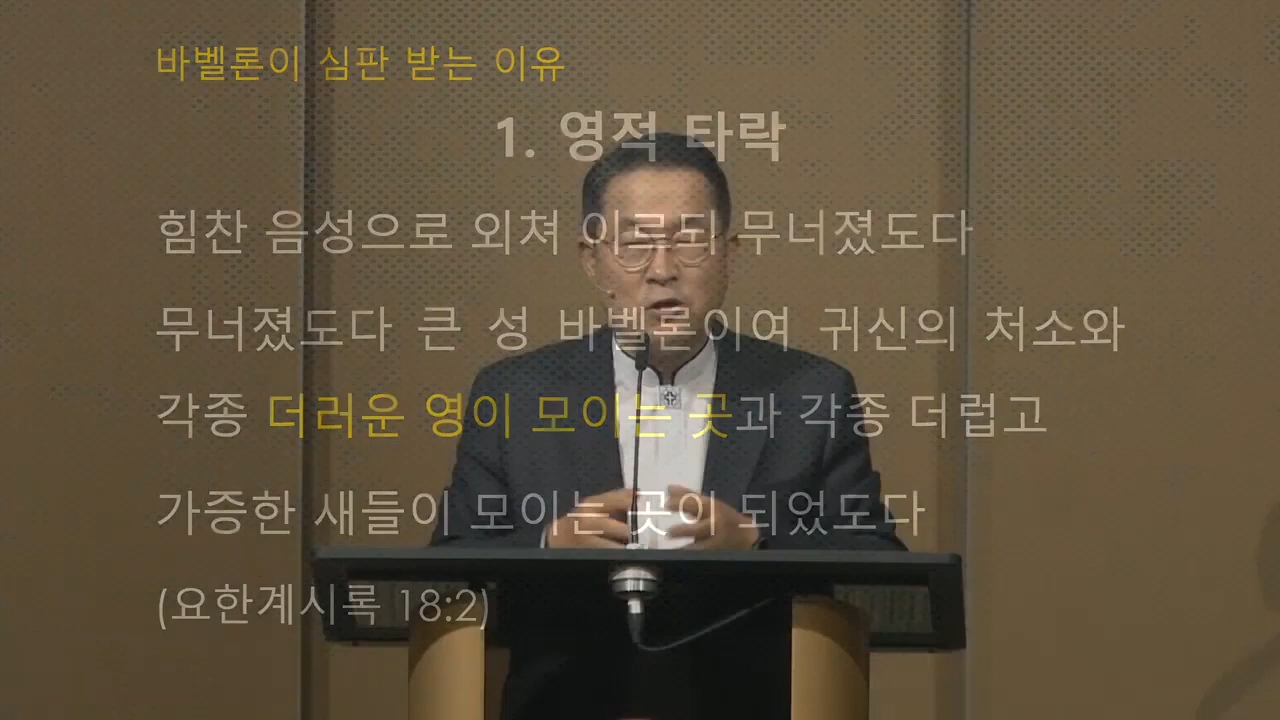 바벨론이 심판 받는 이유
1. 영적 타락
힘찬 음성으로 외쳐 이르되 무너졌도다
무너졌도다 큰 성 바벨론이여 귀신의 처소와
각종 더러운 영이 모이는 곳과 각종 더럽고
가증한 새들이 모이는 곳이 되었도다
(요한계시록 18:2)